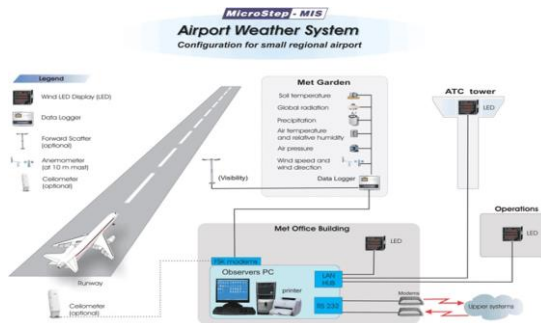 MicroStep - MIS
Airport Weather System
Configuration for small regional airport
Legend
Wind LED Display (LED)
Data Logger
Forward Scatter
(optional)
Anemometer
(at 10 m mast)
Ceilometer
(optional)
Met Garden
Soil temperature
Global radiation
Precipitation
Air temperature
and relative humidity
Air pressure
Wind speed and
wind direction
Data Logger
(Visibility)
ATC tower
LED
Operations
LED
Met Office Building
LED
FSK modems
Observers PC
printer
LAN
HUB
RS 232
Modems
Upper systems
Runway
Ceilometer
(optional)